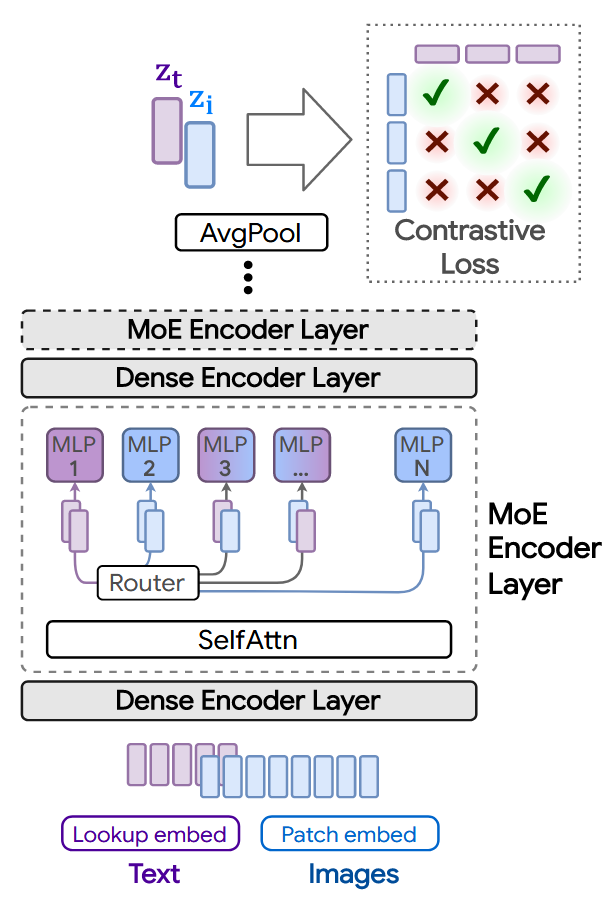 z_t
z_i
Contrastive
Loss
AvgPool
MoE Encoder Layer
Dense Encoder Layer
MLP
1
MLP
2
MLP
3
MLP
...
MLP
N
Router
SelfAttn
MoE
Encoder
Layer
Dense Encoder Layer
Lookup embed
Patch embed
Text
Images